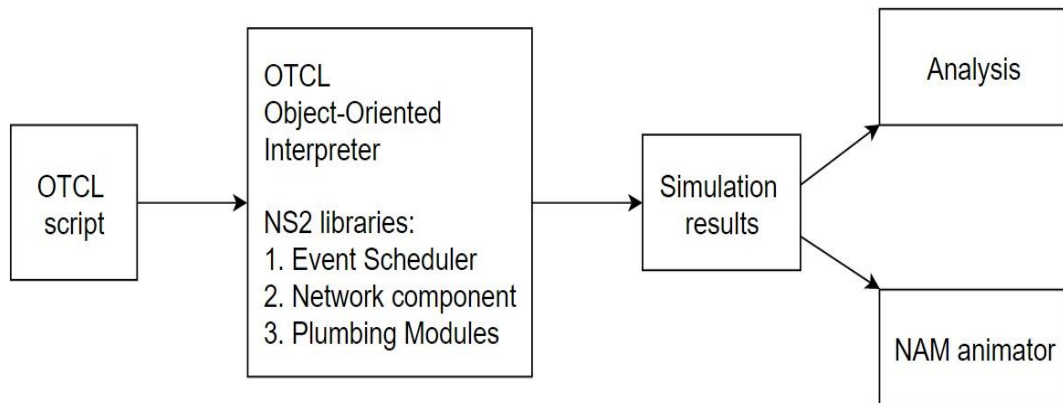 OTCL
script
OTCL
Object-Oriented
Interpreter
NS2 libraries:
1. Event Scheduler
2. Network component
3. Plumbing Modules
Simulation
results
Analysis
NAM animator